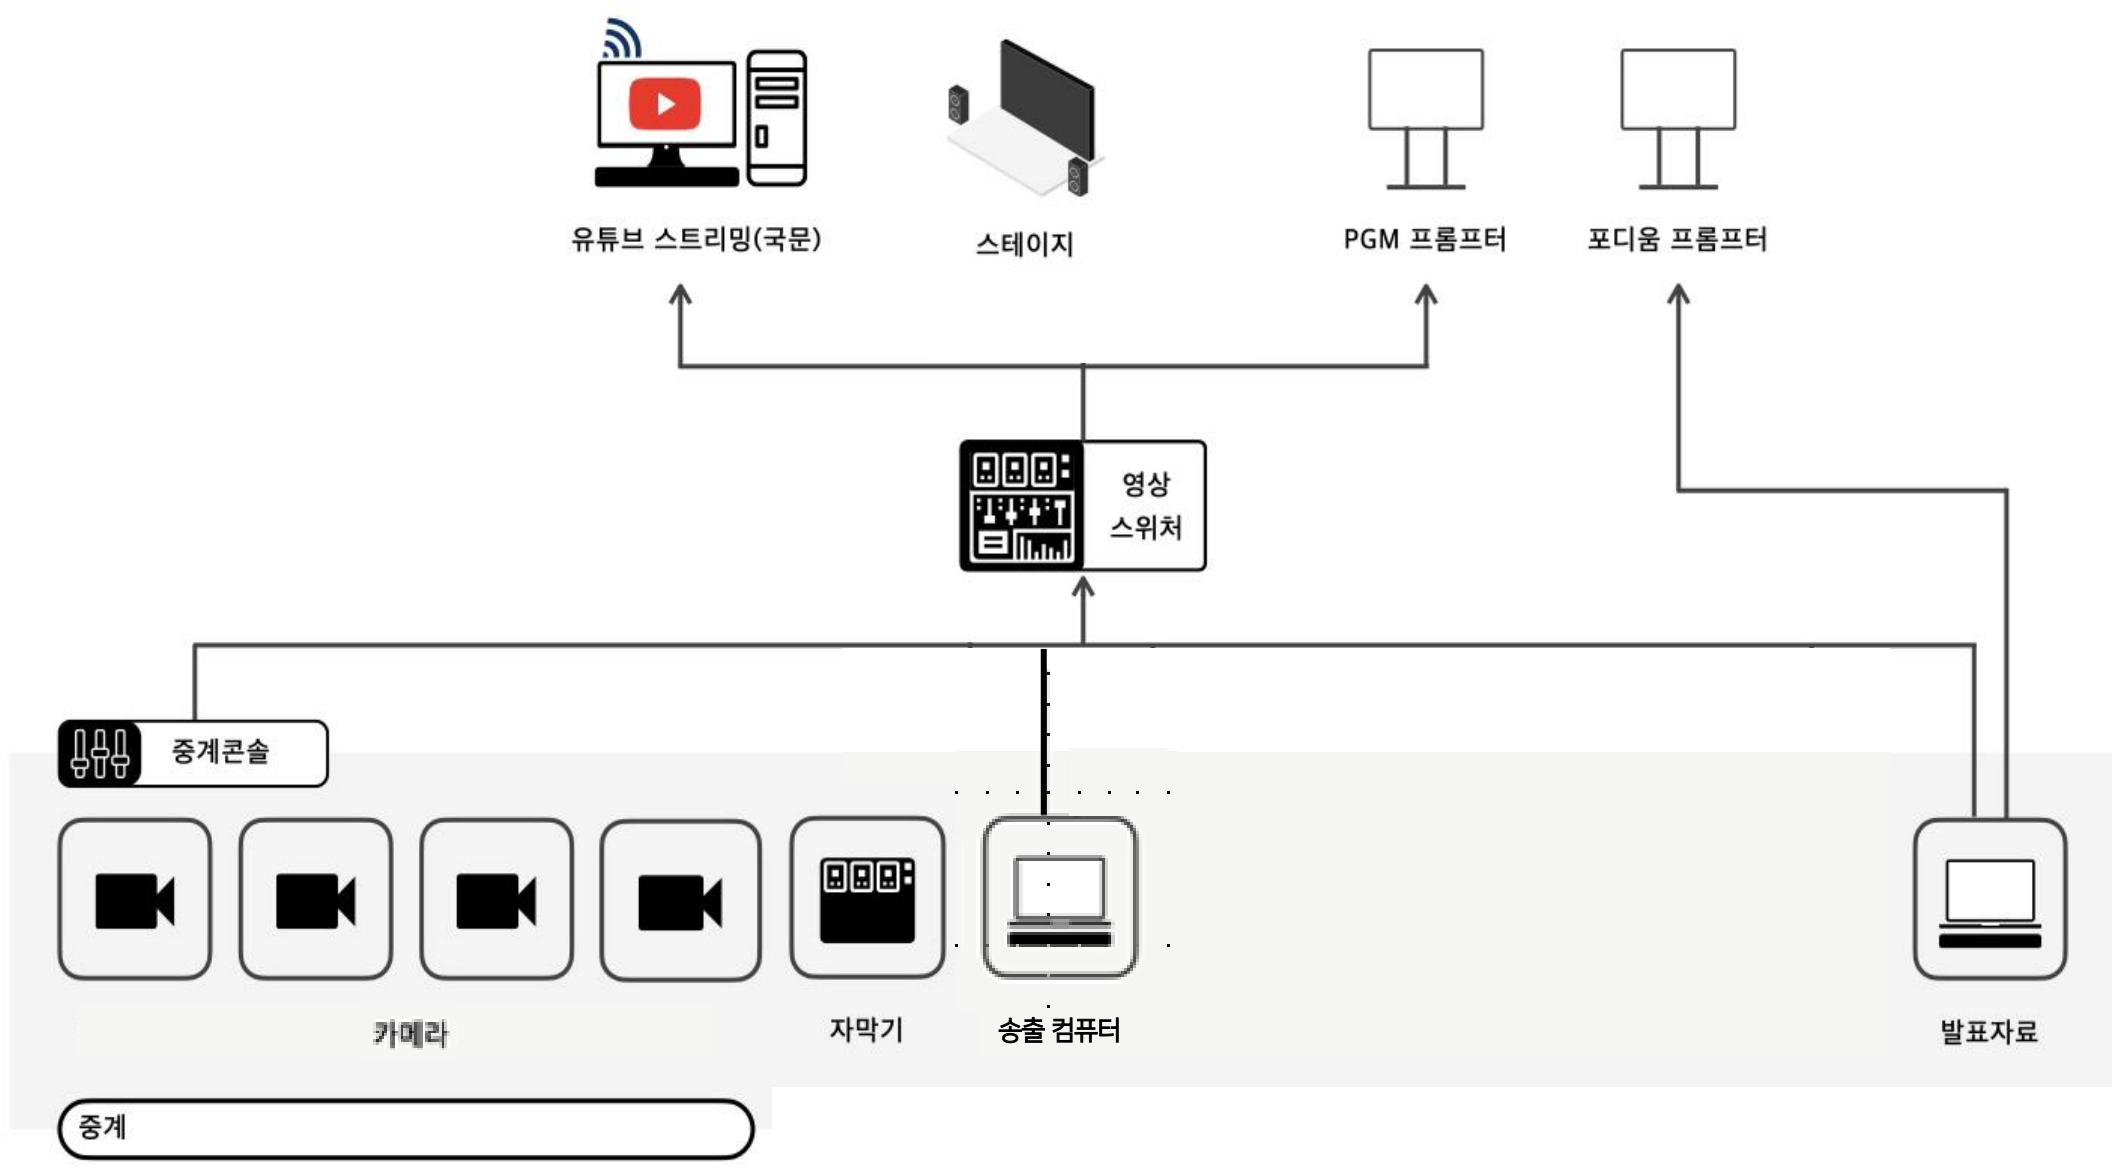 유튜브 스트리밍(국문)
스테이지
PGM 프롬프터
포디움 프롬프터
영상
스위처
중계콘솔
카메라
자막기
송출 컴퓨터
발표자료
중계